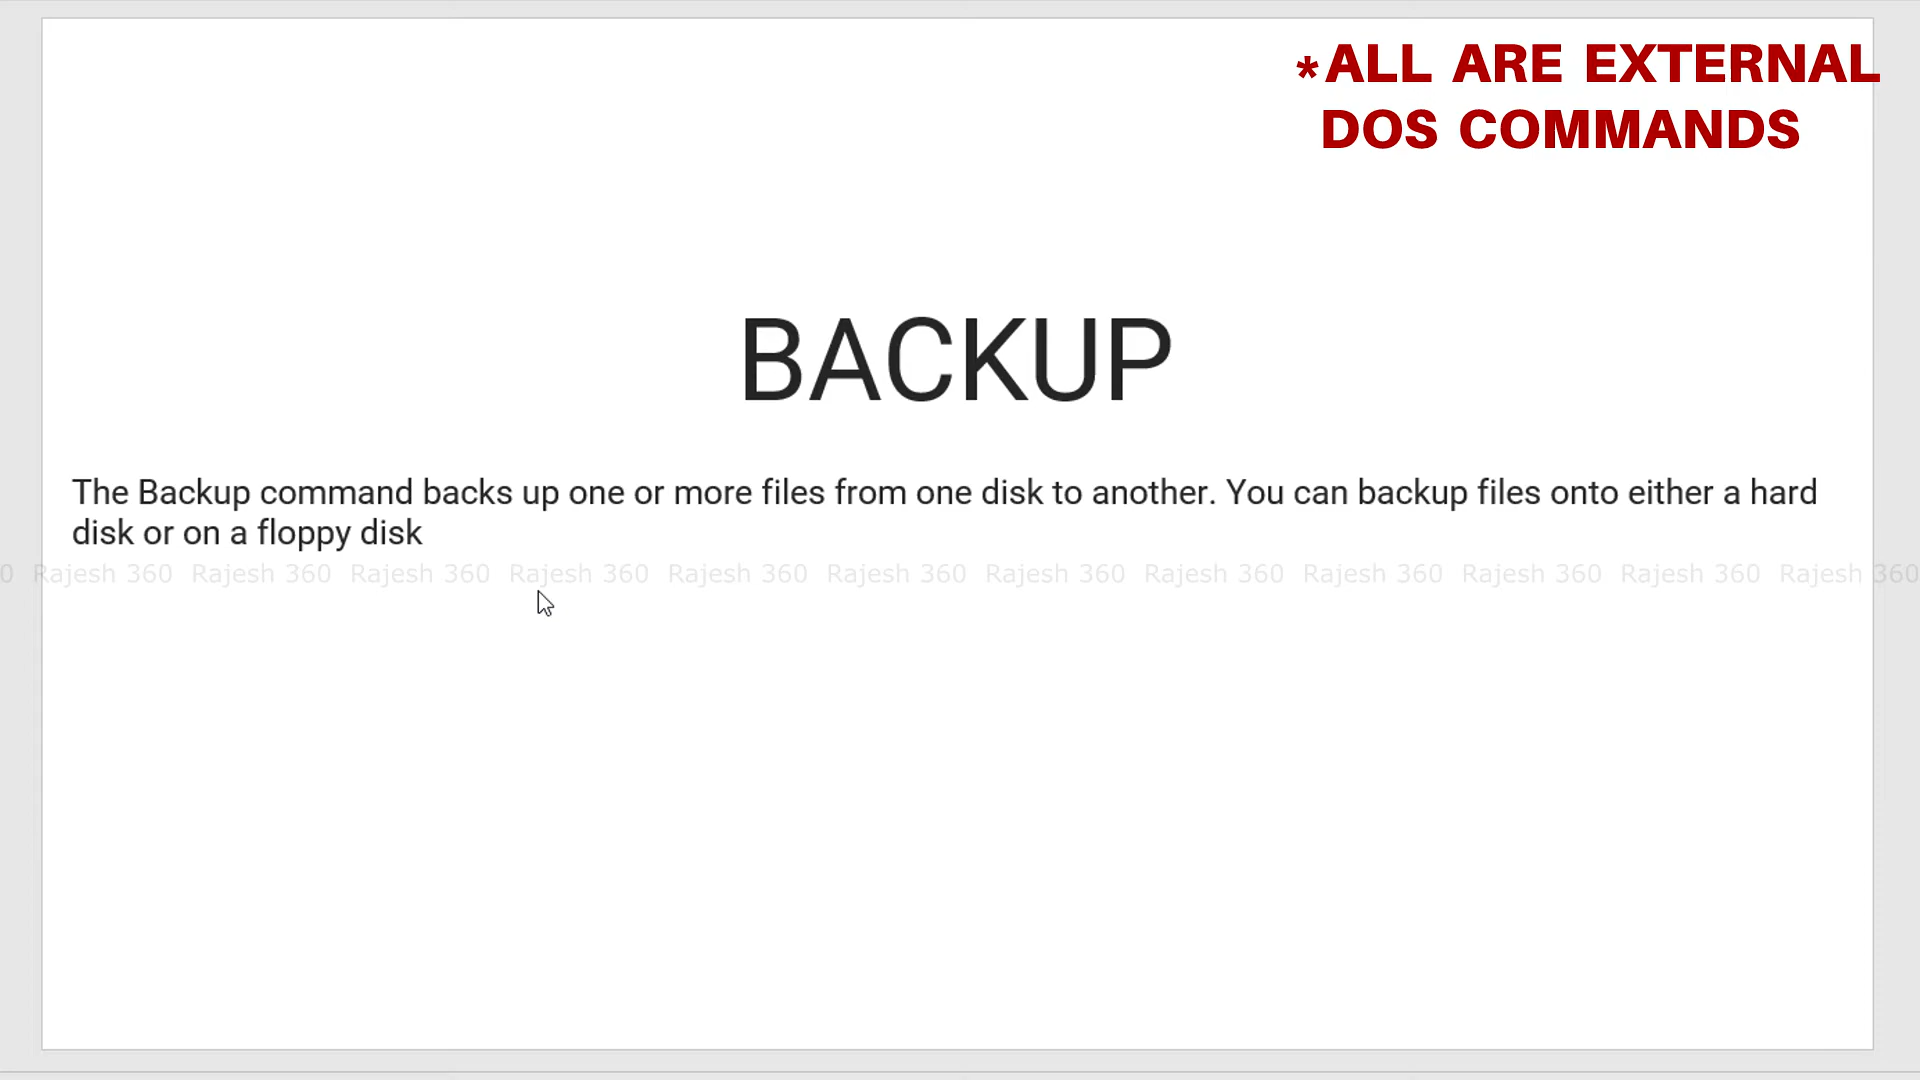 *ALL ARE EXTERNAL
DOS COMMANDS
BACKUP
The Backup command backs up one or more files from one disk to another. You can backup files onto either a hard
disk or on a floppy disk
0 Rajesh 360 Rajesh 360 Rajesh 360 Rajesh 360 Rajesh 360 Rajesh 360 Rajesh 360 Rajesh 360 Rajesh 360 Rajesh 360 Rajesh 360 Rajesh 360